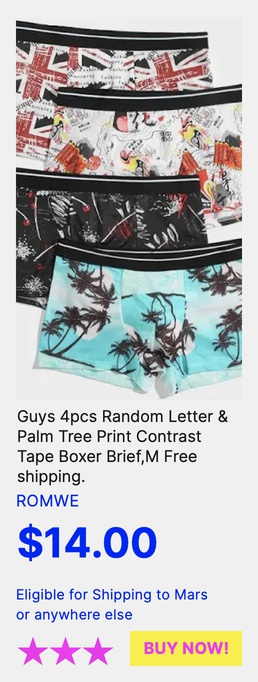 Guys 4pcs Random Letter &
Palm Tree Print Contrast
Tape Boxer Brief,M Free
shipping.
ROMWE
$14.00
Eligible for Shipping to Mars
or anywhere else
BUY NOW!